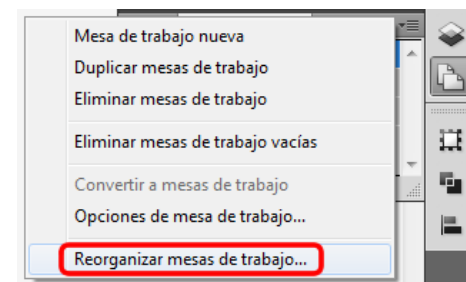 Mesa de trabajo nueva
Duplicar mesas de trabajo
Eliminar mesas de trabajo
Eliminar mesas de trabajo vacías
Convertir a mesas de trabajo
Opciones de mesa de trabajo...
Reorganizar mesas de trabajo...